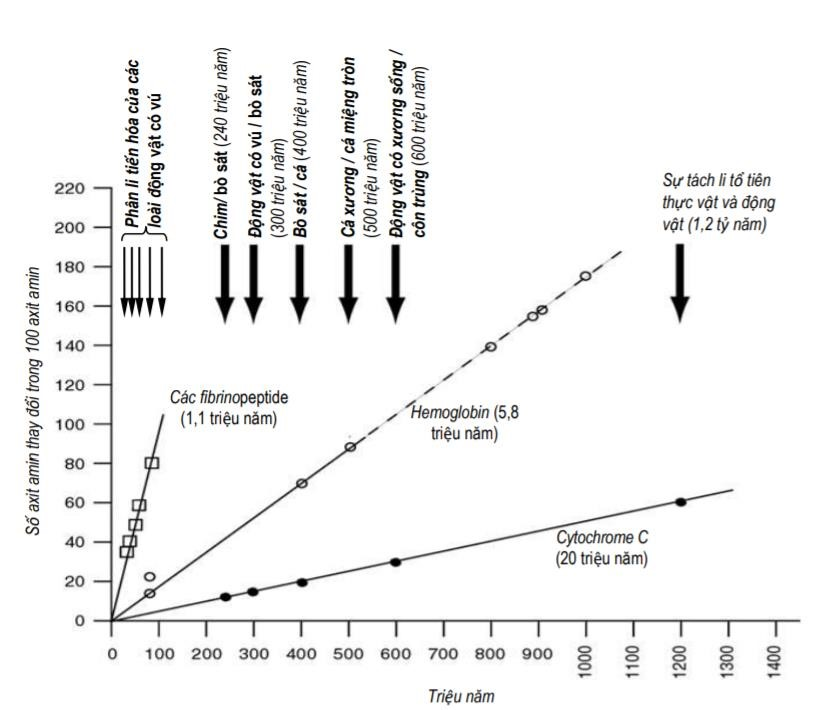 Phân li tiến hóa của các
loài động vật có vú
Chim/ bò sát (240 triệu năm)
Động vật có vú / bò sát
(300 triệu năm)
Bò sát / cá (400 triệu năm)
Cá xương / cá miệng tròn
(500 triệu năm)
Động vật có xương sống /
côn trùng (600 triệu năm)
Sự tách li tổ tiên
thực vật và động
vật (1,2 tỷ năm)
Số axit amin thay đổi trong 100 axit amin
220
200
180
160
140
120
100
80
60
40
20
0
Các fibrinopeptide
(1,1 triệu năm)
Hemoglobin (5,8
triệu năm)
Cytochrome C
(20 triệu năm)
0 100 200 300 400 500 600 700 800 900 1000 1100 1200 1300 1400
Triệu năm